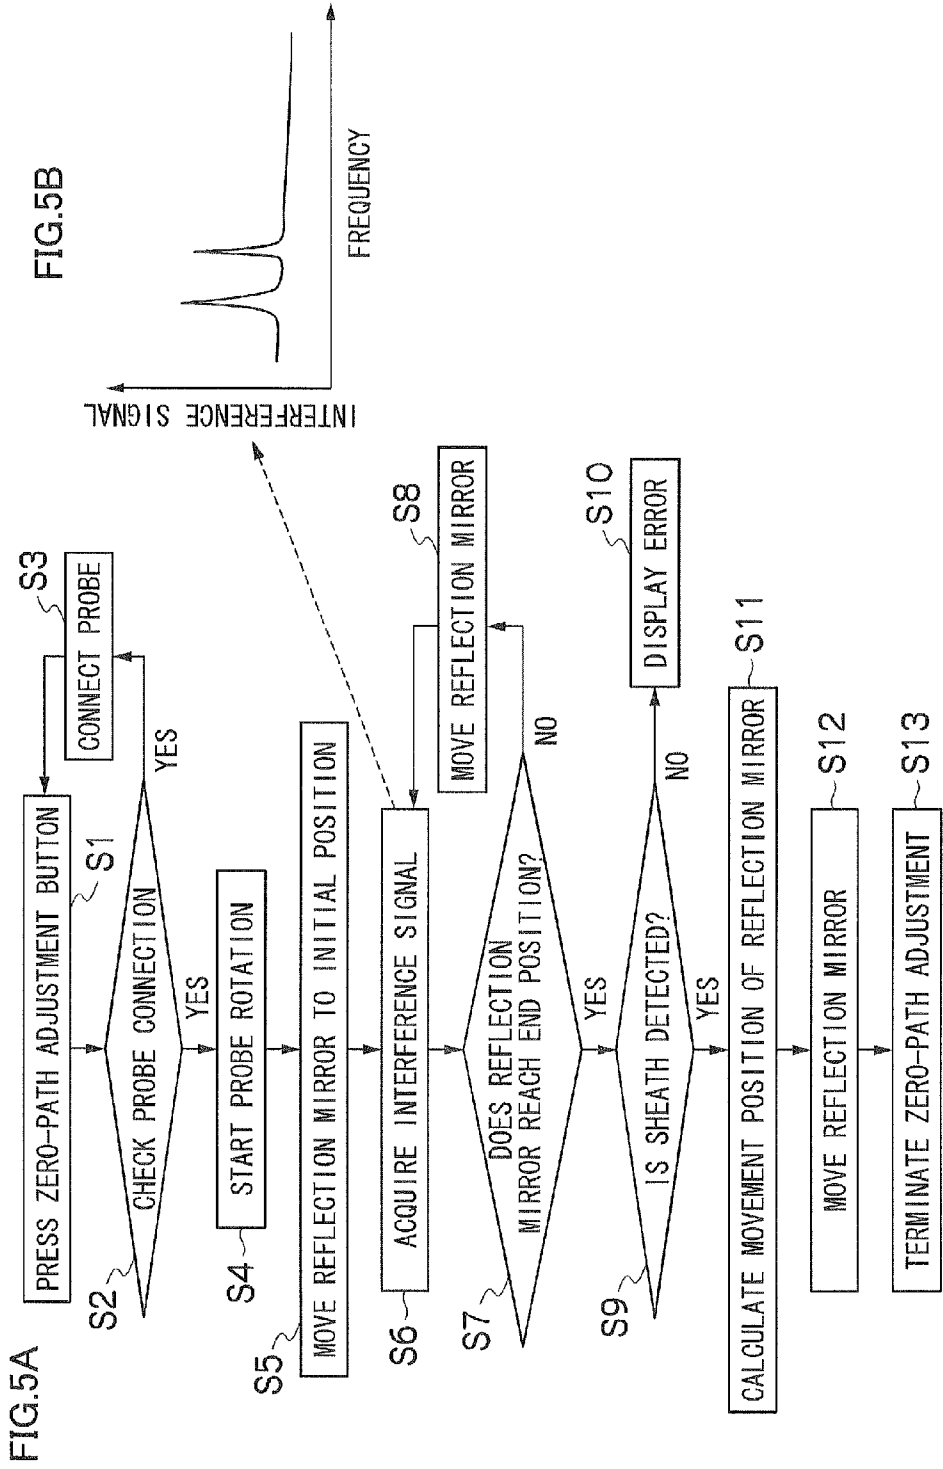 FIG.5A
PRESS ZERO-PATH ADJUSTMENT BUTTON
S1
S2
CHECK PROBE CONNECTION
YES
S3
CONNECT PROBE
YES
S4
START PROBE ROTATION
S5
MOVE REFLECTION MIRROR TO INITIAL POSITION
S6
ACQUIRE INTERFERENCE SIGNAL
S7
DOES REFLECTION
MIRROR REACH END POSITION?
NO
S8
MOVE REFLECTION MIRROR
YES
S9
IS SHEATH DETECTED?
NO
S10
DISPLAY ERROR
YES
CALCULATE MOVEMENT POSITION OF REFLECTION MIRROR
S11
MOVE REFLECTION MIRROR
S12
TERMINATE ZERO-PATH ADJUSTMENT
S13
FIG.5B
INTERFERENCE SIGNAL
FREQUENCY